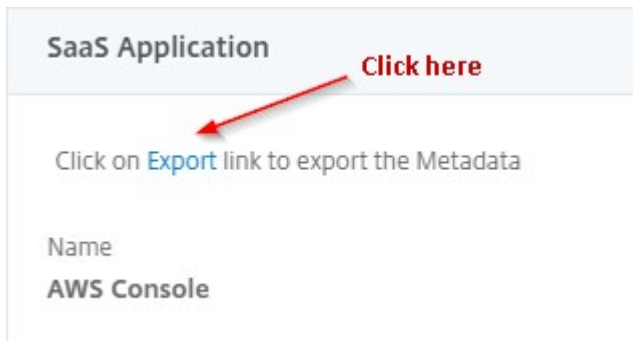 SaaS Application
Click here
Click on Export link to export the Metadata
Name
AWS Console